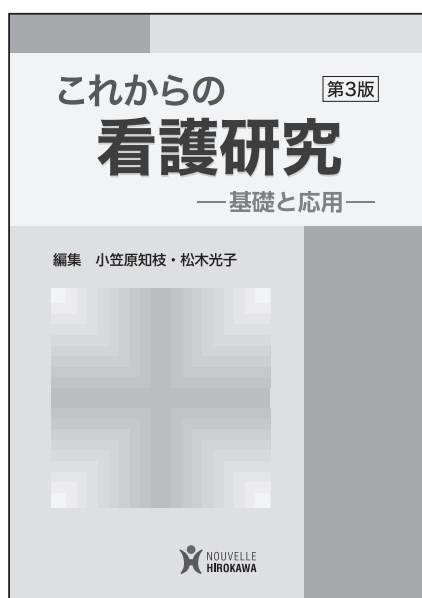 これからの
第3版
看護研究
―基礎と応用―
編集　小笠原知枝・松木光子
NOUVELLE
HIROKAWA